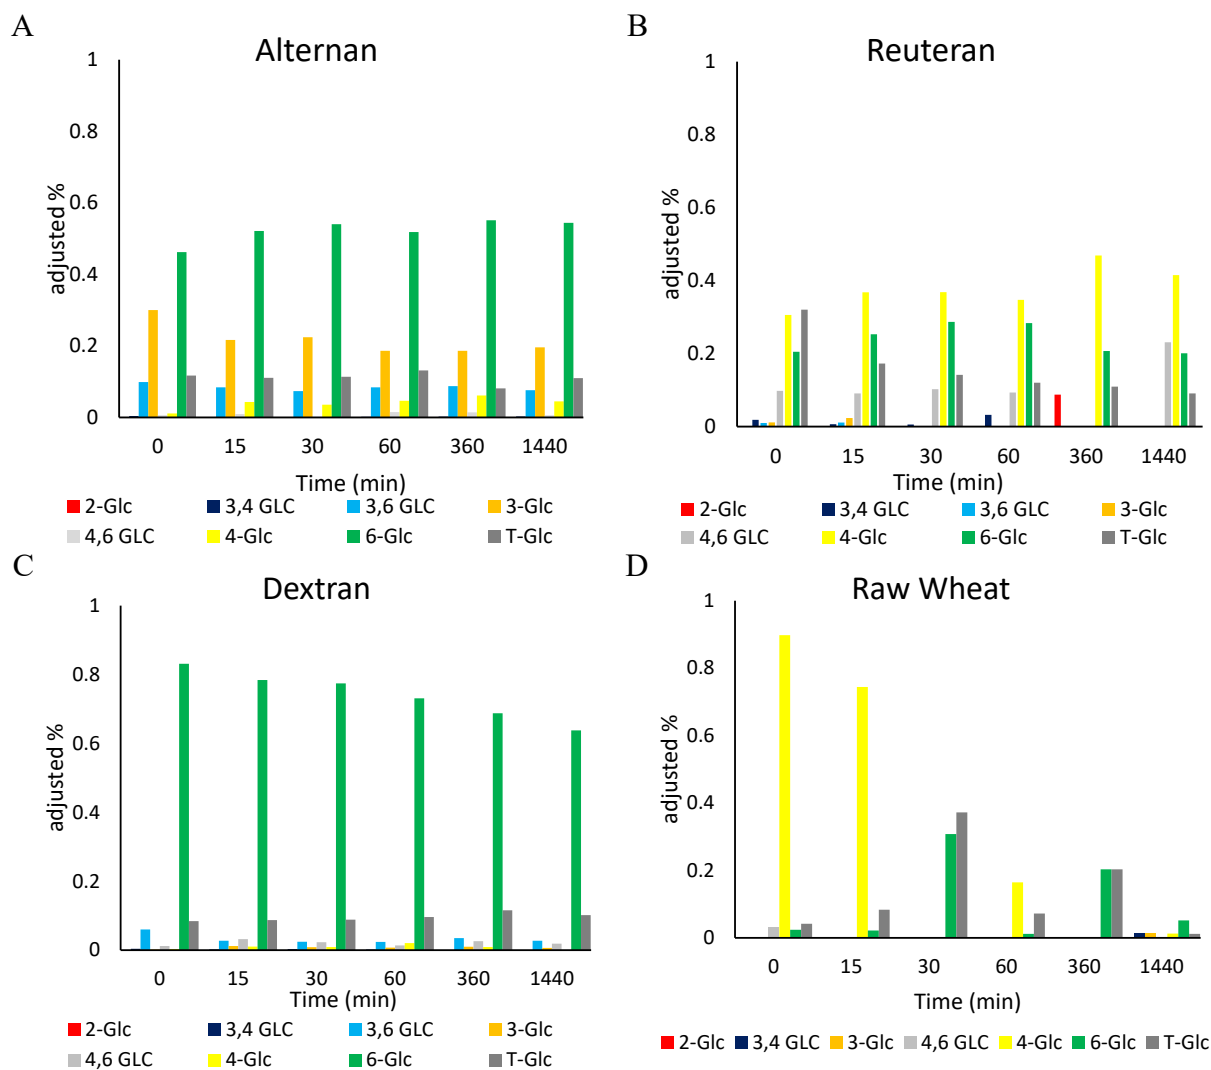 A
Alternan
1
0.8
0.6
0.4
0.2
0
adjusted %
0 15 30 60 360 1440
Time (min)
2-Glc 3,4 GLC 3,6 GLC 3-Glc
4,6 GLC 4-Glc 6-Glc T-Glc
B
Reuteran
1
0.8
0.6
0.4
0.2
0
adjusted %
0 15 30 60 360 1440
Time (min)
2-Glc 3,4 GLC 3,6 GLC 3-Glc
4,6 GLC 4-Glc 6-Glc T-Glc
C
Dextran
1
0.8
0.6
0.4
0.2
0
adjusted %
0 15 30 60 360 1440
Time (min)
2-Glc 3,4 GLC 3,6 GLC 3-Glc
4,6 GLC 4-Glc 6-Glc T-Glc
D
Raw Wheat
1
0.8
0.6
0.4
0.2
0
adjusted %
0 15 30 60 360 1440
Time (min)
2-Glc 3,4 GLC 3-Glc 4,6 GLC 4-Glc 6-Glc T-Glc